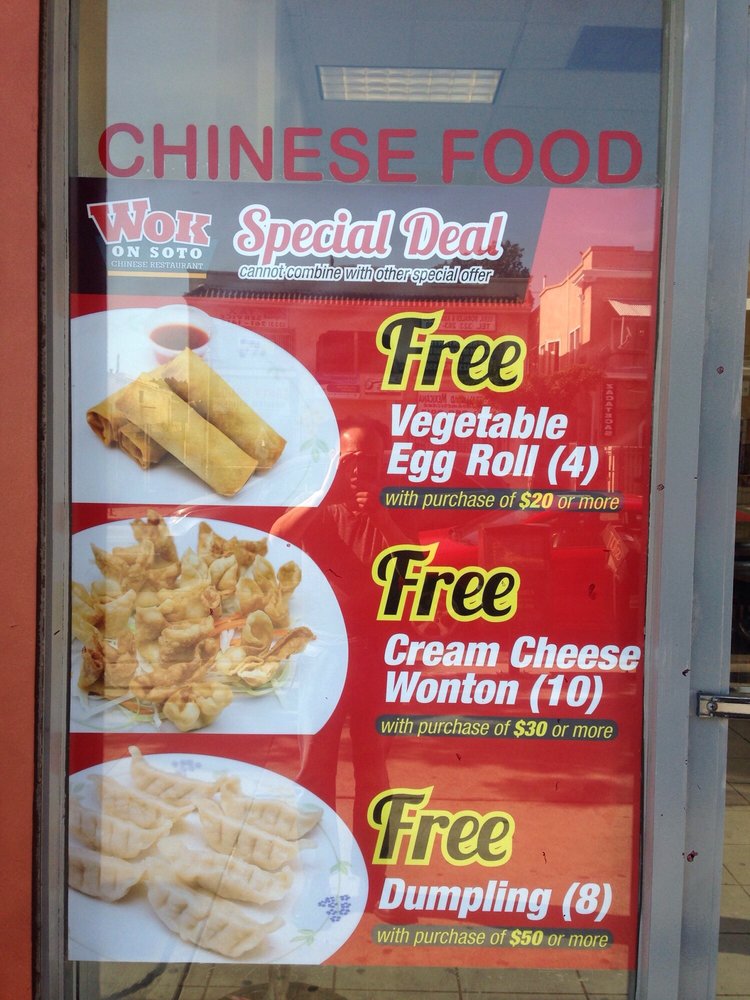 CHINESE FOOD
WOK
ON SOTO
CHINESE RESTAURANT
Special Deal
cannot combine with other special offer
Free
Vegetable
Egg Roll (4)
with purchase of $20 or more
Free
Cream Cheese
Wonton (10)
with purchase of $30 or more
Free
Dumpling (8)
with purchase of $50 or more
ZACATECAS